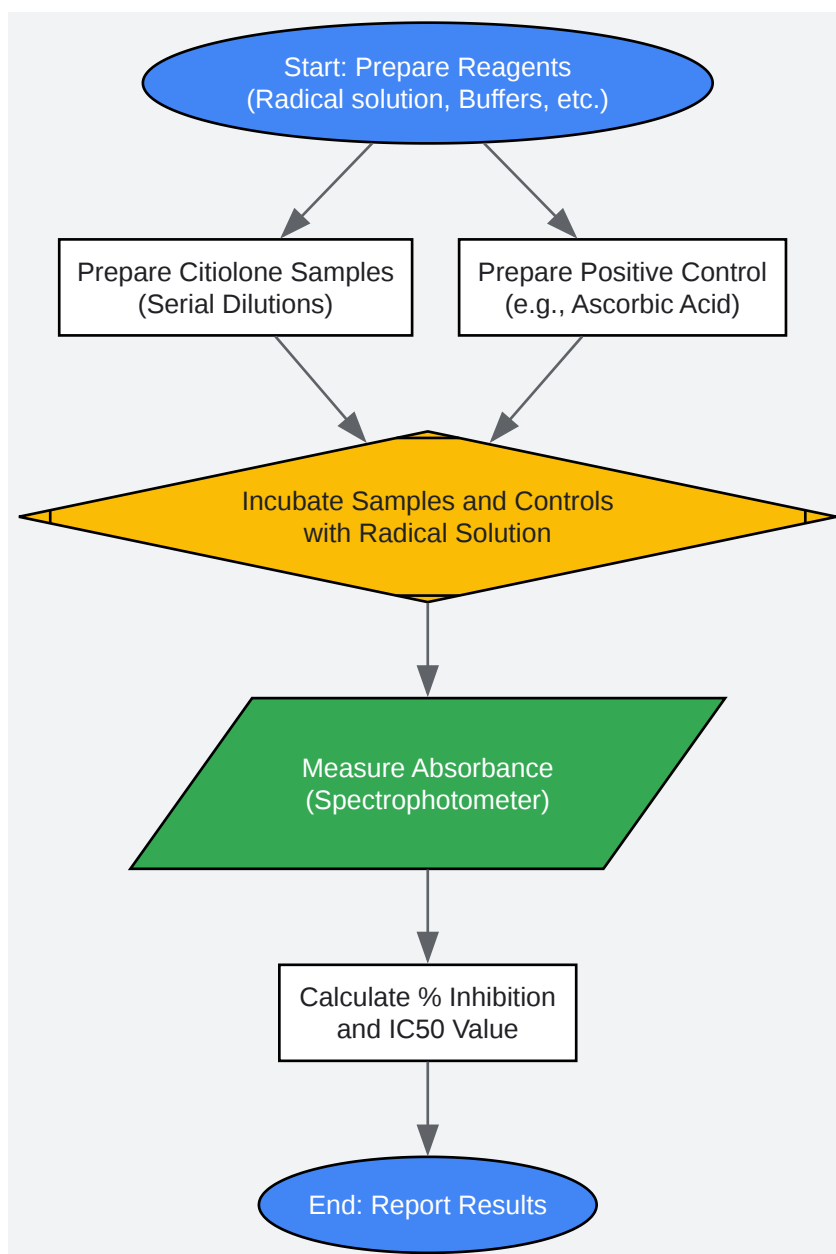 Start: Prepare Reagents
(Radical solution, Buffers, etc.)
Prepare Citiolone Samples
(Serial Dilutions)
Prepare Positive Control
(e.g., Ascorbic Acid)
Incubate Samples and Controls
with Radical Solution
Measure Absorbance
(Spectrophotometer)
Calculate % Inhibition
and IC50 Value
End: Report Results